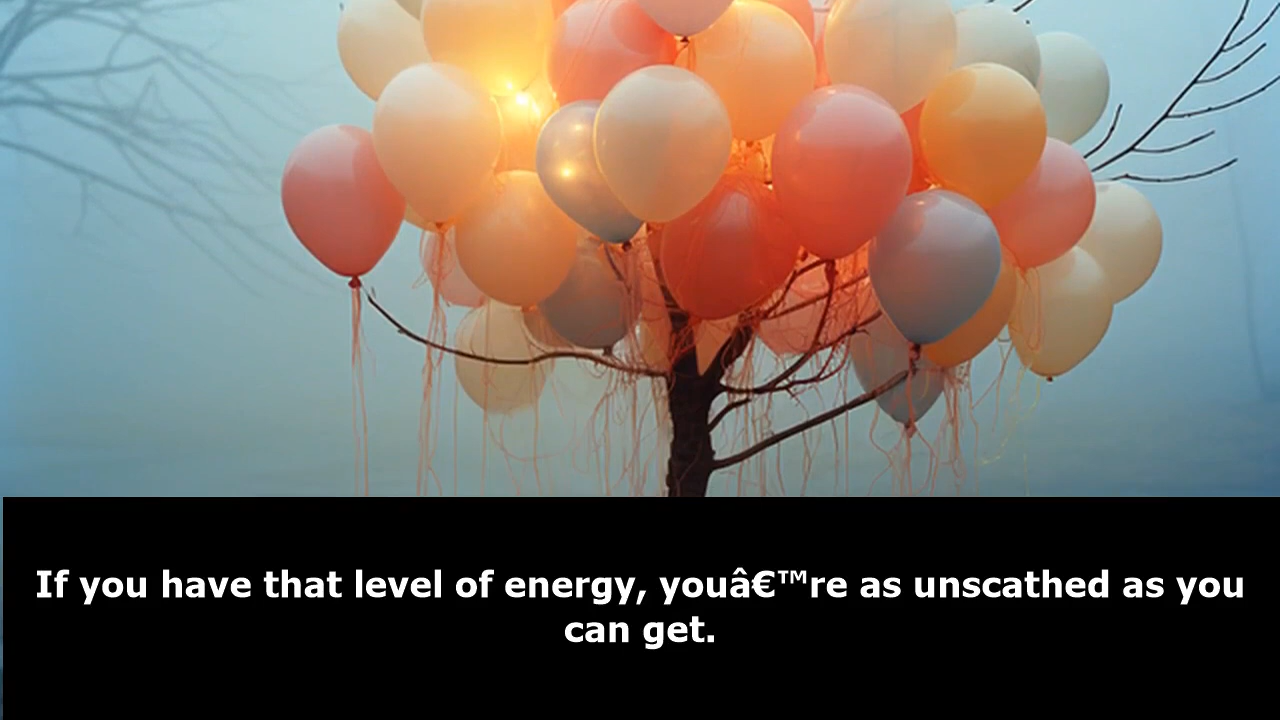 If you have that level of energy, youâ€™re as unscathed as you
can get.